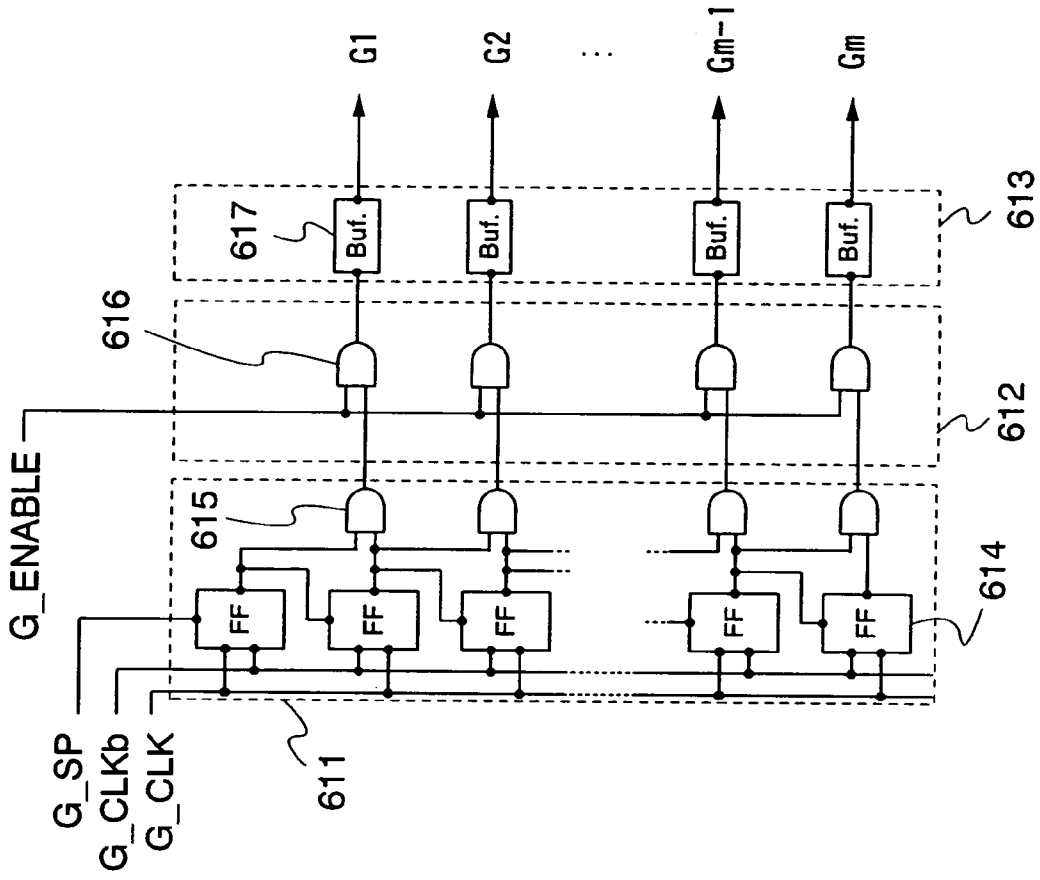 G_ENABLE
G_SP
G_CLKb
G_CLK
611
612
613
614
615
616
617
FF
FF
FF
FF
FF
Buf.
Buf.
Buf.
Buf.
G1
G2
...
Gm-1
Gm